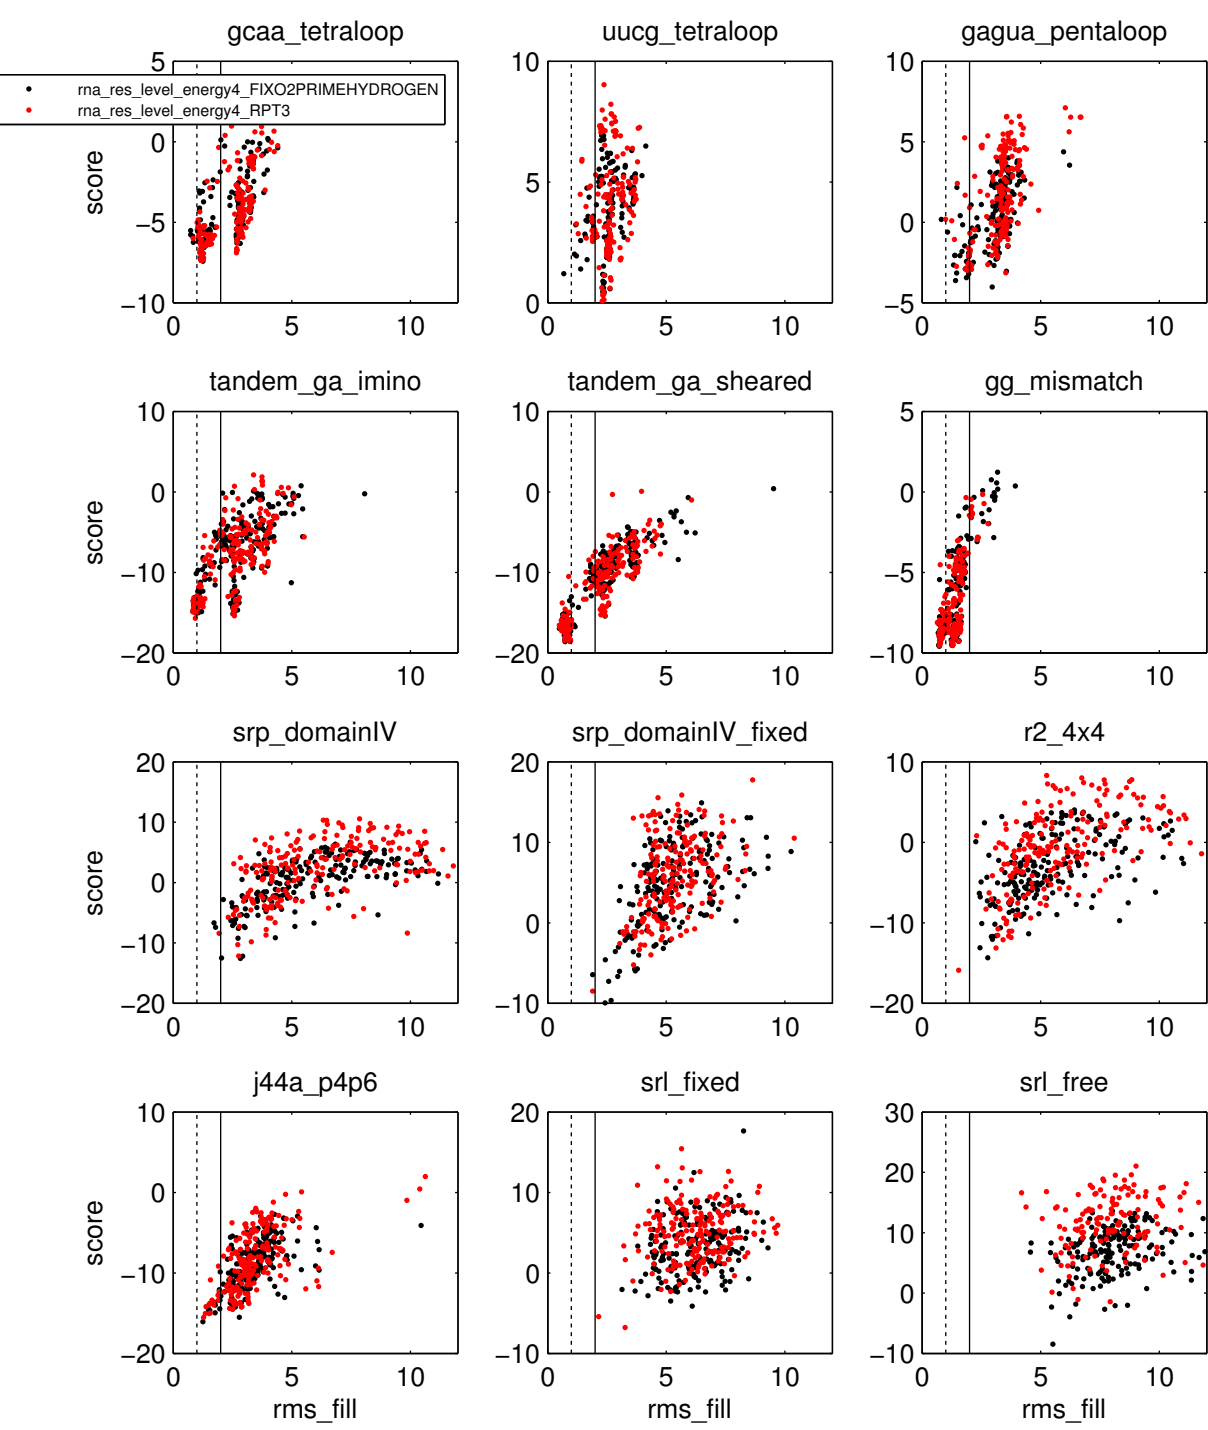 gcaa_tetraloop uucg_tetraloop gagua_pentaloop
5 10 10
rna_res_level_energy4_FIXO2PRIMEHYDROGEN
rna_res_level_energy4_RPT3
0 5 5
score
−5 0
−10 0 −5
0 5 10 0 5 10 0 5 10
tandem_ga_imino tandem_ga_sheared gg_mismatch
10 10 5
0 0 0
score
−10 −10 −5
−20 −20 −10
0 5 10 0 5 10 0 5 10
srp_domainIV srp_domainIV_fixed r2_4x4
20 20 10
10 10 0
score
0 0 −10
−10
−20 −10 −20
0 5 10 0 5 10 0 5 10
j44a_p4p6 srl_fixed srl_free
10 20 30
0 10 20
score
−10 0 10
0
−20 −10 −10
0 5 10 0 5 10 0 5 10
rms_fill rms_fill rms_fill